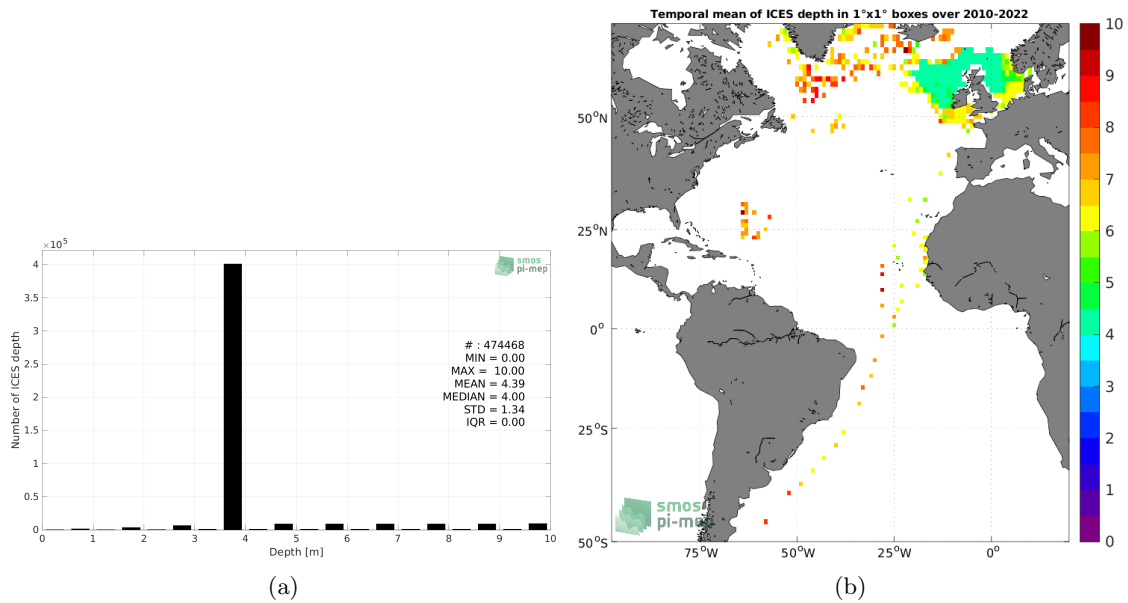 ×10⁵
4
3.5
3
2.5
2
1.5
1
0.5
0
0 1 2 3 4 5 6 7 8 9 10
Number of ICES depth
Depth [m]
smos
pi-mep
# : 474468
MIN = 0.00
MAX = 10.00
MEAN = 4.39
MEDIAN = 4.00
STD = 1.34
IQR = 0.00
(a)
Temporal mean of ICES depth in 1°x1° boxes over 2010-2022
50°N
25°N
0°
25°S
50°S
75°W 50°W 25°W 0°
smos
pi-mep
10
9
8
7
6
5
4
3
2
1
0
(b)